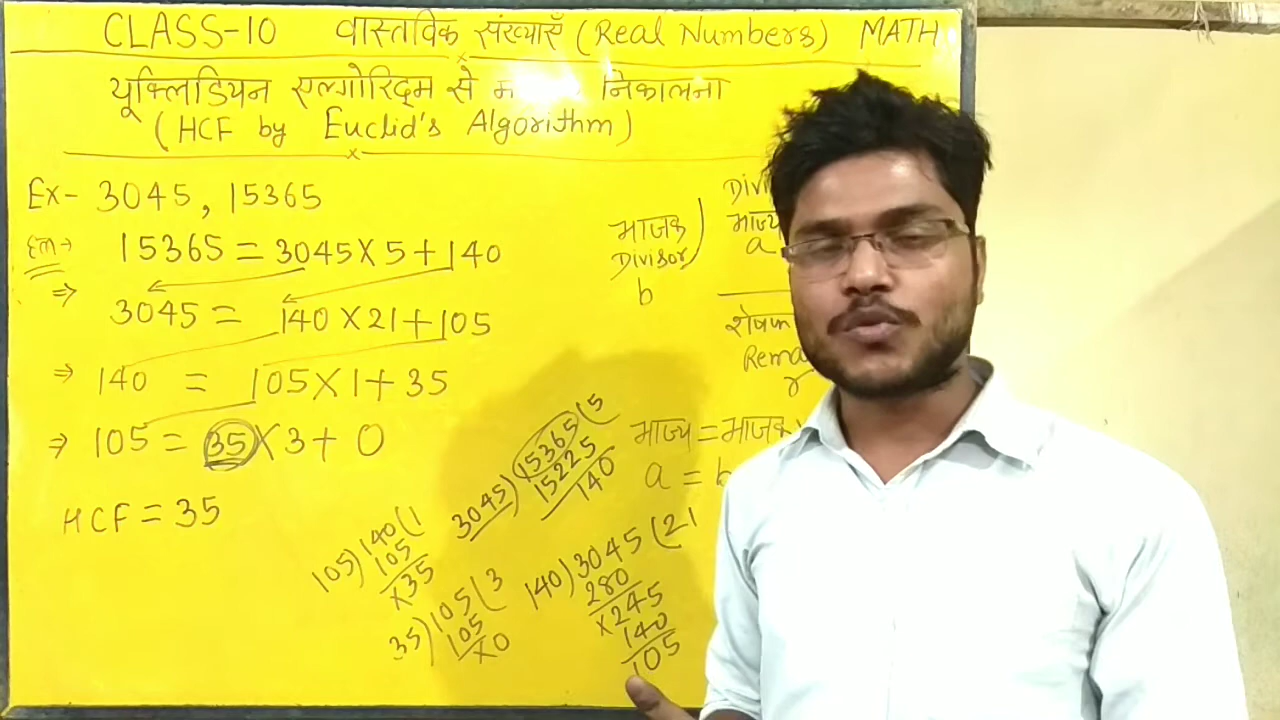 CLASS-10 वास्तविक संख्याएँ (Real Numbers) MATH
यूक्लिडियन एल्गोरिद्म से म निकालना
(HCF by Euclid's Algorithm)
Ex- 3045, 15365
हल→ 15365 = 3045×5+140
⇒ 3045 = 140×21+105
⇒ 140 = 105×1+35
⇒ 105 = 35×3+0
HCF = 35
भाजक)
Divisor
b
Divi
भाज्य
a
शेषफ
Rema
r
भाज्य = भाजक ×
a = b
3045) 15365 (5
15225
140
105) 140 (1
105
×35
35) 105 (3
105
×0
140) 3045 (21
280
×245
140
105